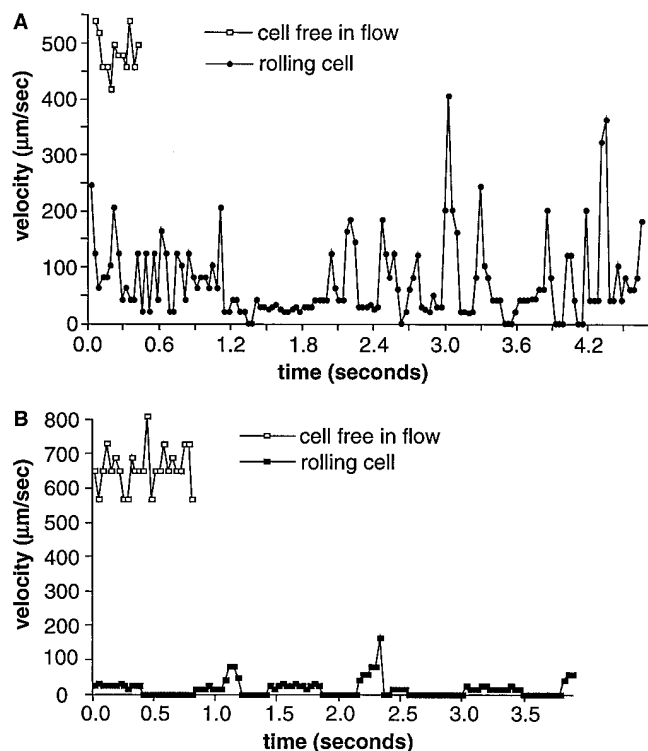 A
cell free in flow
rolling cell
velocity (μm/sec)
500
400
300
200
100
0
0.0 0.6 1.2 1.8 2.4 3.0 3.6 4.2
time (seconds)
B
cell free in flow
rolling cell
velocity (μm/sec)
800
700
600
500
400
300
200
100
0
0.0 0.5 1.0 1.5 2.0 2.5 3.0 3.5
time (seconds)